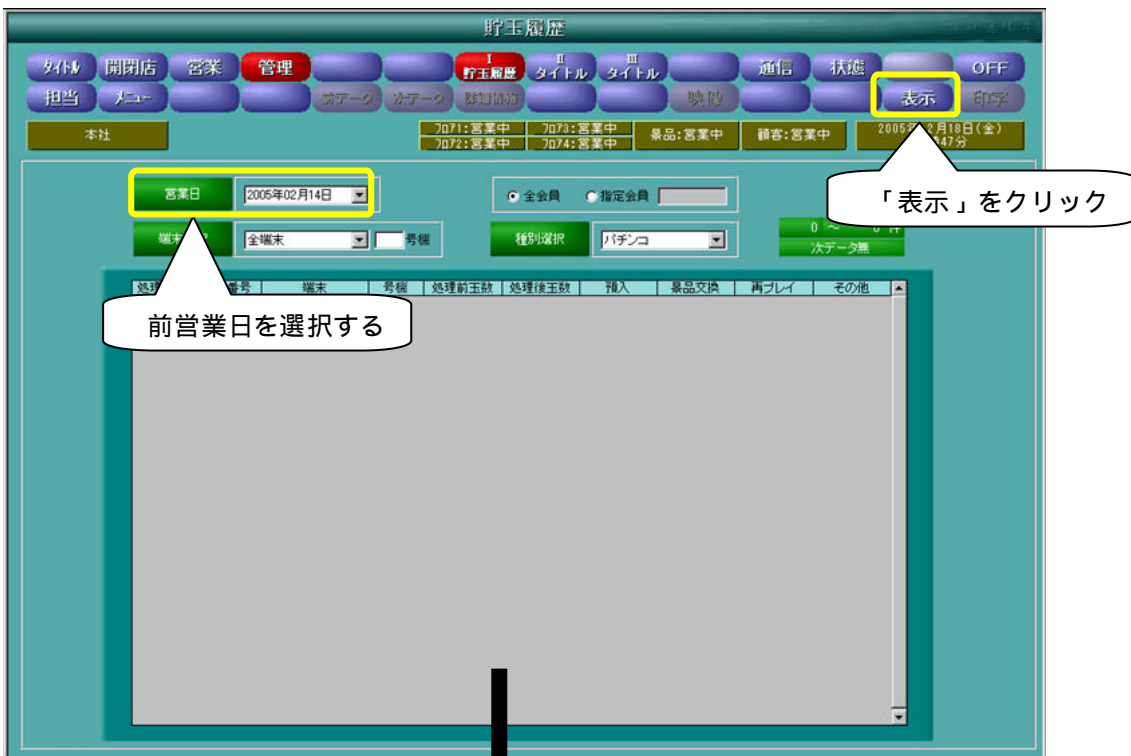 貯玉履歴
ﾀｲﾄﾙ 開閉店 営業 管理 Ⅰ 貯玉履歴 Ⅱ タイトル Ⅲ タイトル 通信 状態 OFF
担当 ﾒﾆｭｰ 前データ 次データ 表示 印字
本社
ﾌﾛｱ1:営業中 ﾌﾛｱ3:営業中 景品:営業中 顧客:営業中
ﾌﾛｱ2:営業中 ﾌﾛｱ4:営業中
営業日 2005年02月14日 全会員 指定会員
「表示」をクリック
全端末 号機 種別選択 パチンコ
次データ無
端末 号機 処理前玉数 処理後玉数 預入 景品交換 再プレイ その他
前営業日を選択する